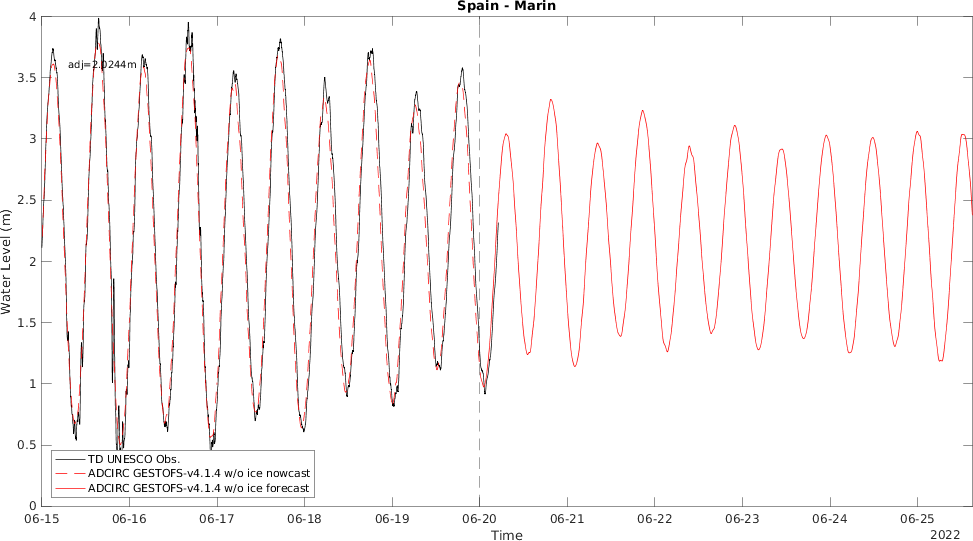 Spain - Marin
4
3.5
3
2.5
2
1.5
1
0.5
0
Water Level (m)
adj=2.0244m
TD UNESCO Obs.
ADCIRC GESTOFS-v4.1.4 w/o ice nowcast
ADCIRC GESTOFS-v4.1.4 w/o ice forecast
06-15 06-16 06-17 06-18 06-19 06-20 06-21 06-22 06-23 06-24 06-25
Time
2022